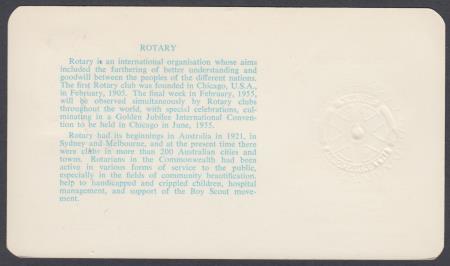 ROTARY
Rotary is an international organisation whose aims
included the furthering of better understanding and
goodwill between the peoples of the different nations.
The first Rotary club was founded in Chicago, U.S.A.,
in February, 1905. The final week in February, 1955,
will be observed simultaneously by Rotary clubs
throughout the world, with special celebrations, cul-
minating in a Golden Jubilee International Conven-
tion to be held in Chicago in June, 1955.
Rotary had its beginnings in Australia in 1921, in
Sydney and Melbourne, and at the present time there
were clubs in more than 200 Australian cities and
towns. Rotarians in the Commonwealth had been
active in various forms of service to the public,
especially in the fields of community beautification,
help to handicapped and crippled children, hospital
management, and support of the Boy Scout move-
ment.